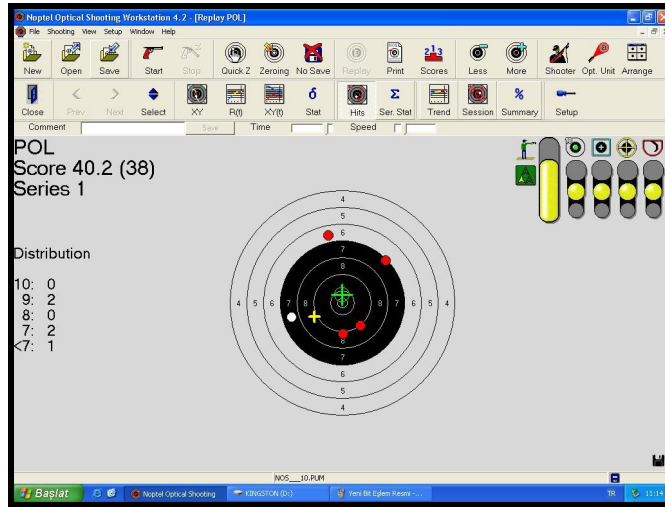 Noptel Optical Shooting Workstation 4.2 - [Replay POL]
File Shooting View Setup Window Help
New Open Save Start Stop Quick Z Zeroing No Save Replay Print Scores Less More Shooter Opt. Unit Arrange
Close Prev Next Select XY R(t) XY(t) Stat Hits Ser. Stat Trend Session Summary Setup
Comment Save Time Speed
POL
Score 40.2 (38)
Series 1
Distribution
10: 0
9: 2
8: 0
7: 2
<7: 1
4
5
6
7
8
4 5 6 7 8 8 7 6 5 4
8
7
6
5
4
NOS___10.PUM
Başlat Noptel Optical Shooting KINGSTON (D:) Yeni Bit Eşlem Resmi -... TR 11:14